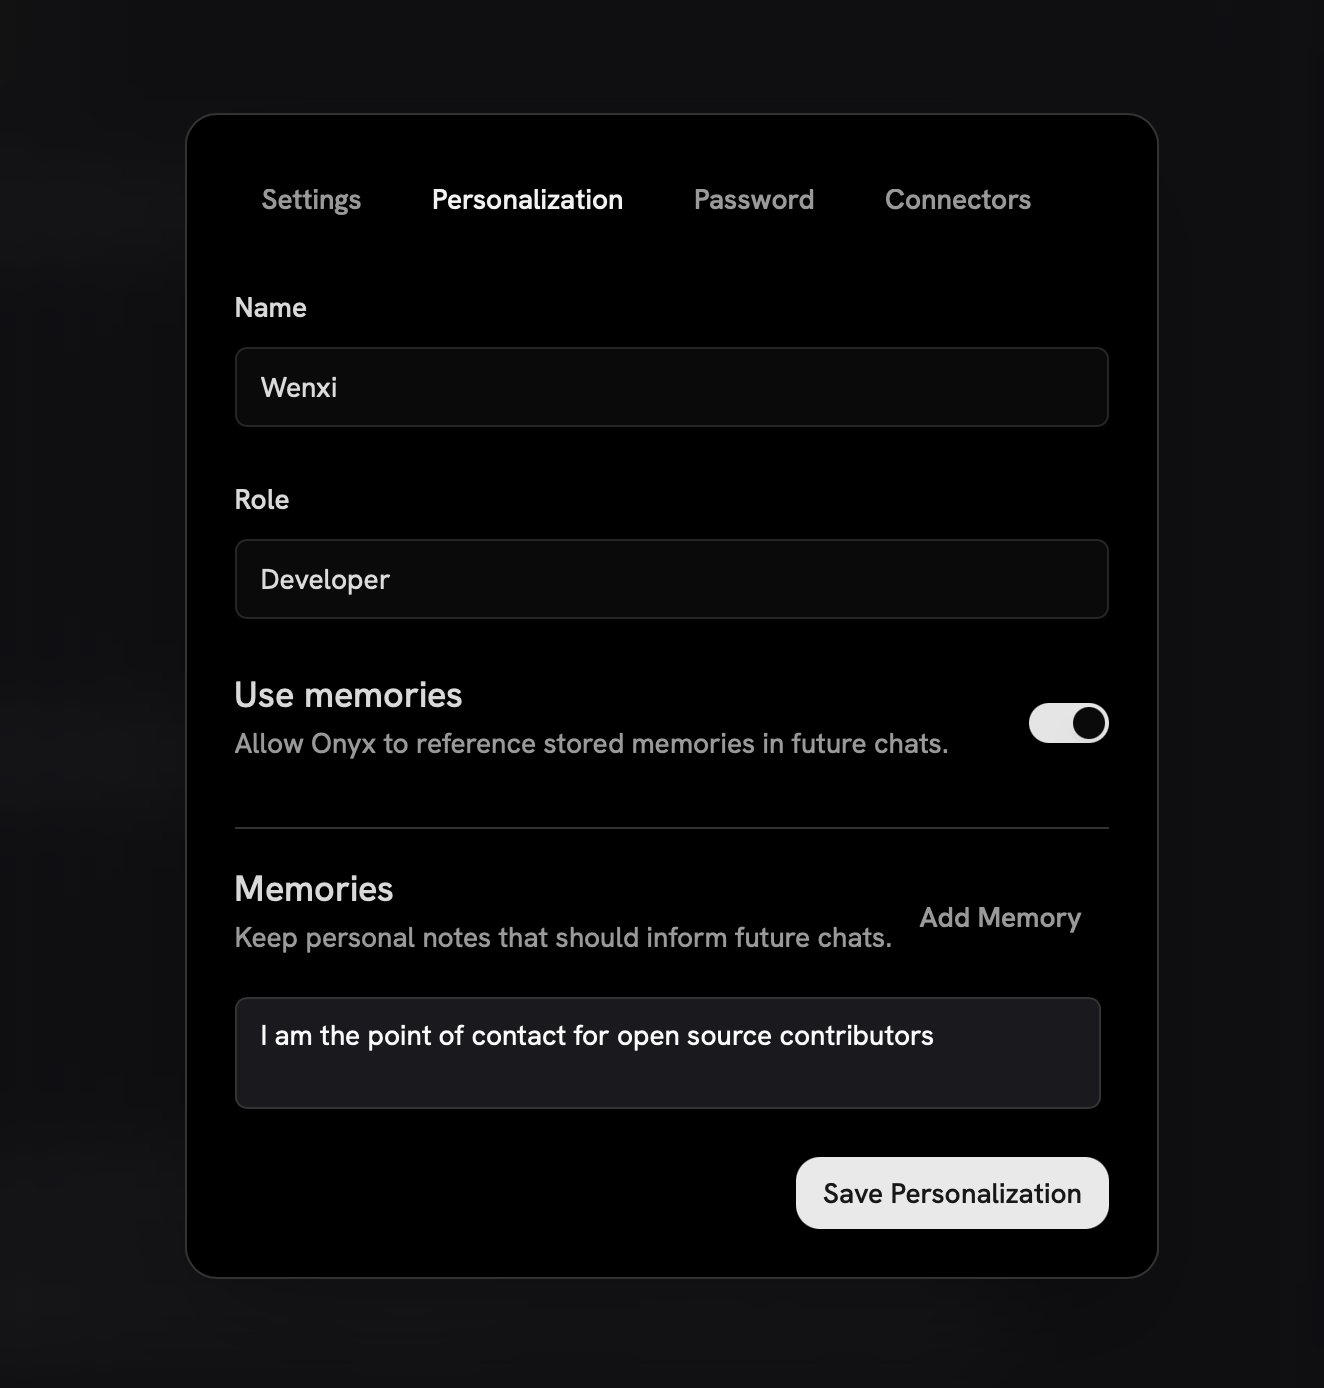 Settings Personalization Password Connectors
Name
Wenxi
Role
Developer
Use memories
Allow Onyx to reference stored memories in future chats.
Memories
Keep personal notes that should inform future chats.
Add Memory
I am the point of contact for open source contributors
Save Personalization